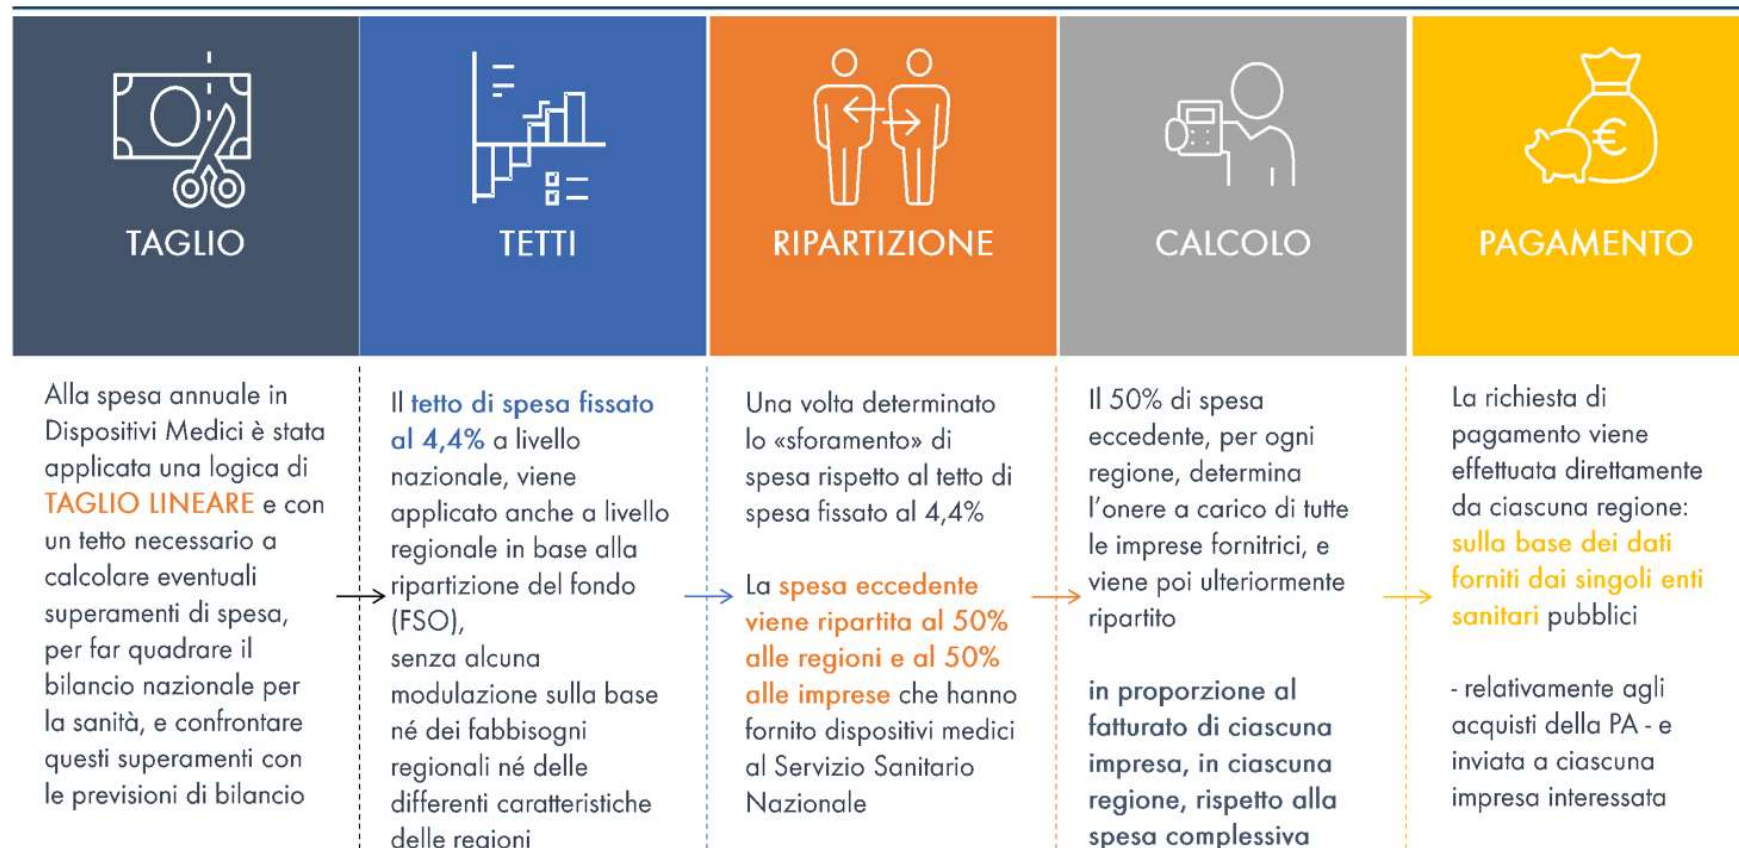 TAGLIO
Alla spesa annuale in
Dispositivi Medici è stata
applicata una logica di
TAGLIO LINEARE e con
un tetto necessario a
calcolare eventuali
superamenti di spesa,
per far quadrare il
bilancio nazionale per
la sanità, e confrontare
questi superamenti con
le previsioni di bilancio
TETTI
Il tetto di spesa fissato
al 4,4% a livello
nazionale, viene
applicato anche a livello
regionale in base alla
ripartizione del fondo
(FSO),
senza alcuna
modulazione sulla base
né dei fabbisogni
regionali né delle
differenti caratteristiche
delle regioni
RIPARTIZIONE
Una volta determinato
lo «sforamento» di
spesa rispetto al tetto di
spesa fissato al 4,4%
La spesa eccedente
viene ripartita al 50%
alle regioni e al 50%
alle imprese che hanno
fornito dispositivi medici
al Servizio Sanitario
Nazionale
CALCOLO
Il 50% di spesa
eccedente, per ogni
regione, determina
l'onere a carico di tutte
le imprese fornitrici, e
viene poi ulteriormente
ripartito
in proporzione al
fatturato di ciascuna
impresa, in ciascuna
regione, rispetto alla
spesa complessiva
PAGAMENTO
€
La richiesta di
pagamento viene
effettuata direttamente
da ciascuna regione:
sulla base dei dati
forniti dai singoli enti
sanitari pubblici
- relativamente agli
acquisti della PA - e
inviata a ciascuna
impresa interessata